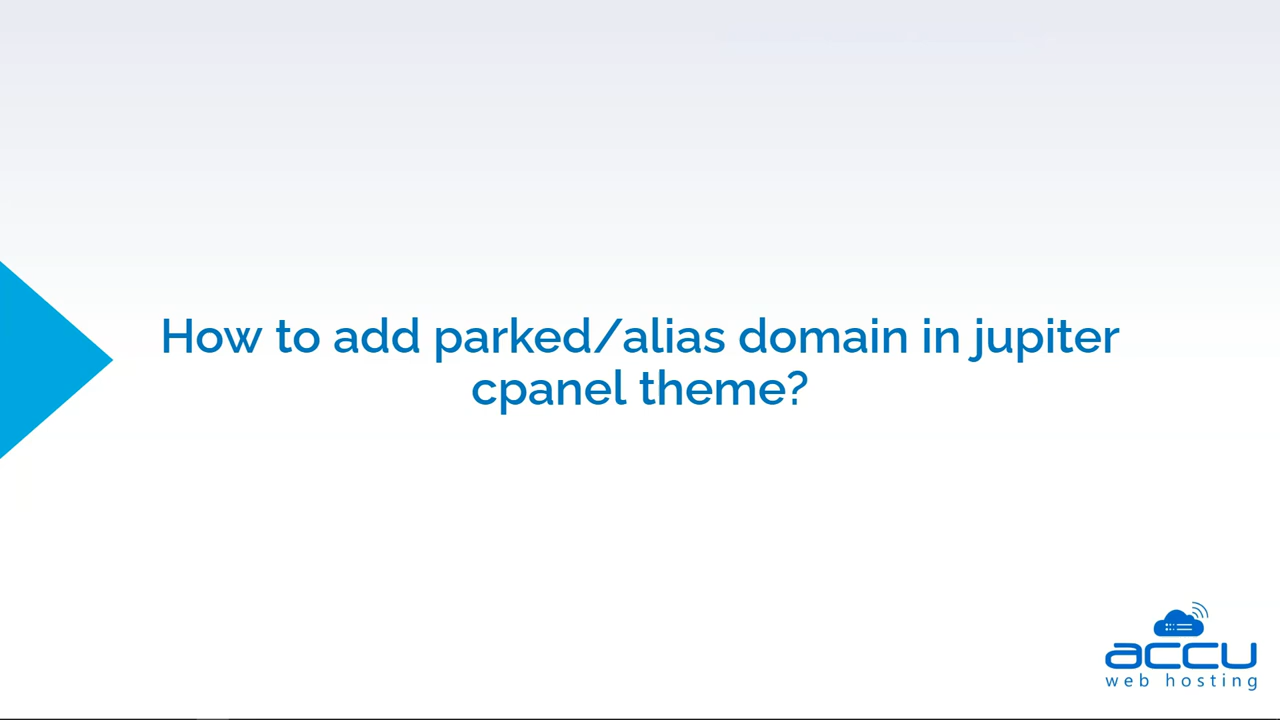 How to add parked/alias domain in jupiter
cpanel theme?
accu
web hosting